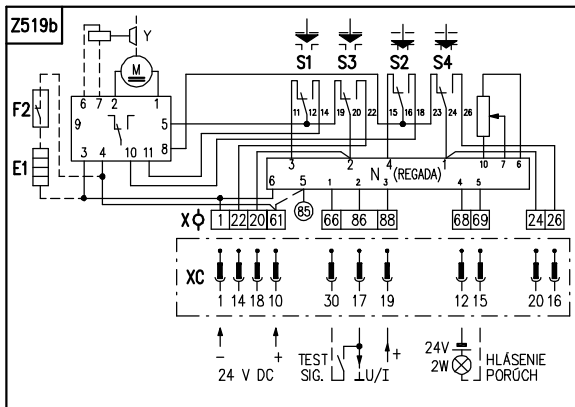 Z519b
Y
M
S1 S3 S2 S4
F2
E1
6 7 2 1
9 5
8
3 4 10 11
11 12 14 19 20 22 15 16 18 23 24 26
3 2 4 1 10 7 6
N (REGADA)
6 5 1 2 3 4 5
85
X 1 22 20 61 66 86 88 68 69 24 26
XC
1 14 18 10 30 17 19 12 15 20 16
− +
24 V DC
TEST
SIG.
⊥U/I
+
24V
2W
HLÁSENIE
PORÚCH